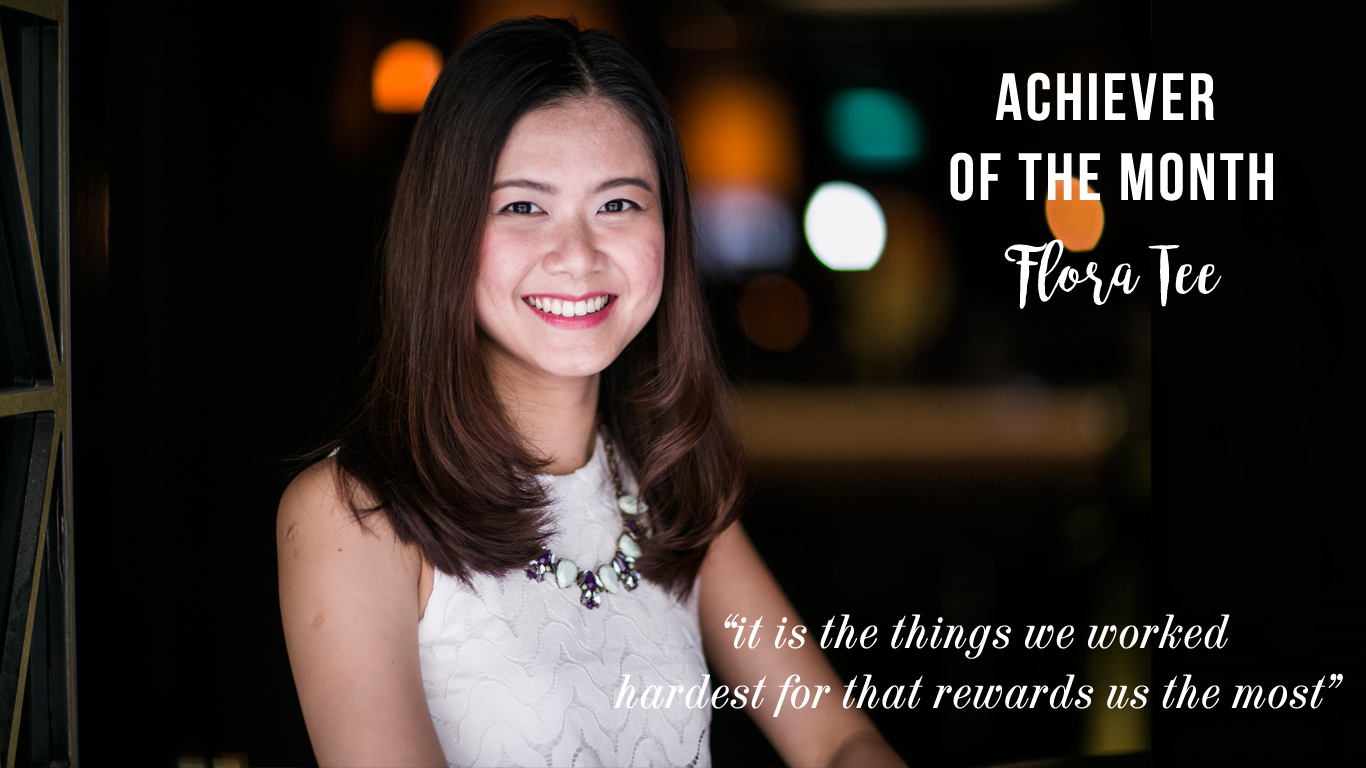 ACHIEVER
OF THE MONTH
Flora Tee
“it is the things we worked
hardest for that rewards us the most”